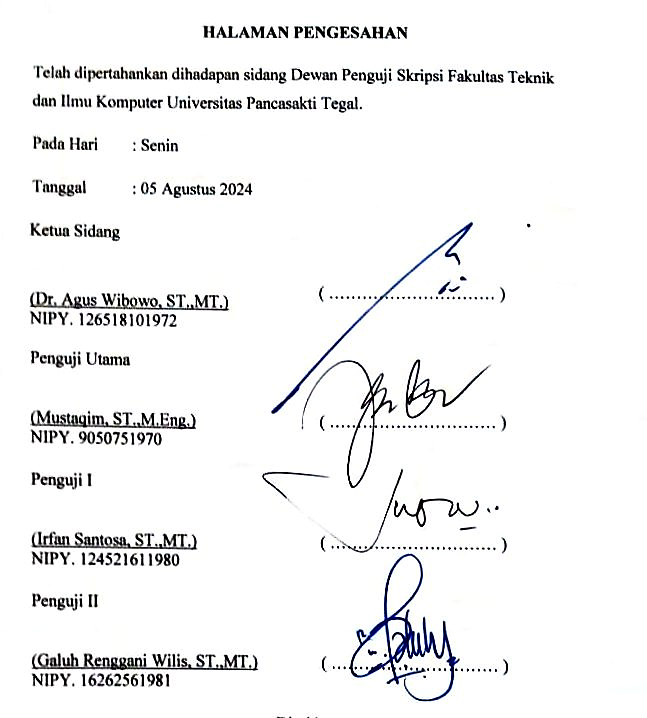 HALAMAN PENGESAHAN
Telah dipertahankan dihadapan sidang Dewan Penguji Skripsi Fakultas Teknik
dan Ilmu Komputer Universitas Pancasakti Tegal.
Pada Hari : Senin
Tanggal : 05 Agustus 2024
Ketua Sidang
(Dr. Agus Wibowo, ST.,MT.) (..............................)
NIPY. 126518101972
Penguji Utama
(Mustaqim, ST.,M.Eng.) (..............................)
NIPY. 9050751970
Penguji I
(Irfan Santosa, ST.,MT.) (..............................)
NIPY. 124521611980
Penguji II
(Galuh Renggani Wilis, ST.,MT.) (..............................)
NIPY. 16262561981